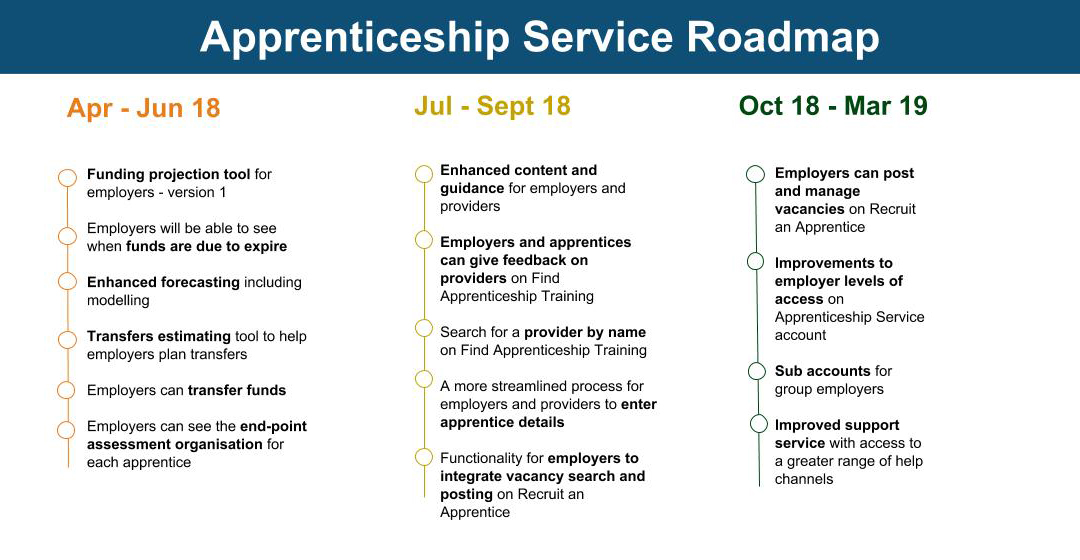 Apprenticeship Service Roadmap
Apr - Jun 18
Funding projection tool for
employers - version 1
Employers will be able to see
when funds are due to expire
Enhanced forecasting including
modelling
Transfers estimating tool to help
employers plan transfers
Employers can transfer funds
Employers can see the end-point
assessment organisation for
each apprentice
Jul - Sept 18
Enhanced content and
guidance for employers and
providers
Employers and apprentices
can give feedback on
providers on Find
Apprenticeship Training
Search for a provider by name
on Find Apprenticeship Training
A more streamlined process for
employers and providers to enter
apprentice details
Functionality for employers to
integrate vacancy search and
posting on Recruit an
Apprentice
Oct 18 - Mar 19
Employers can post
and manage
vacancies on Recruit
an Apprentice
Improvements to
employer levels of
access on
Apprenticeship Service
account
Sub accounts for
group employers
Improved support
service with access to
a greater range of help
channels